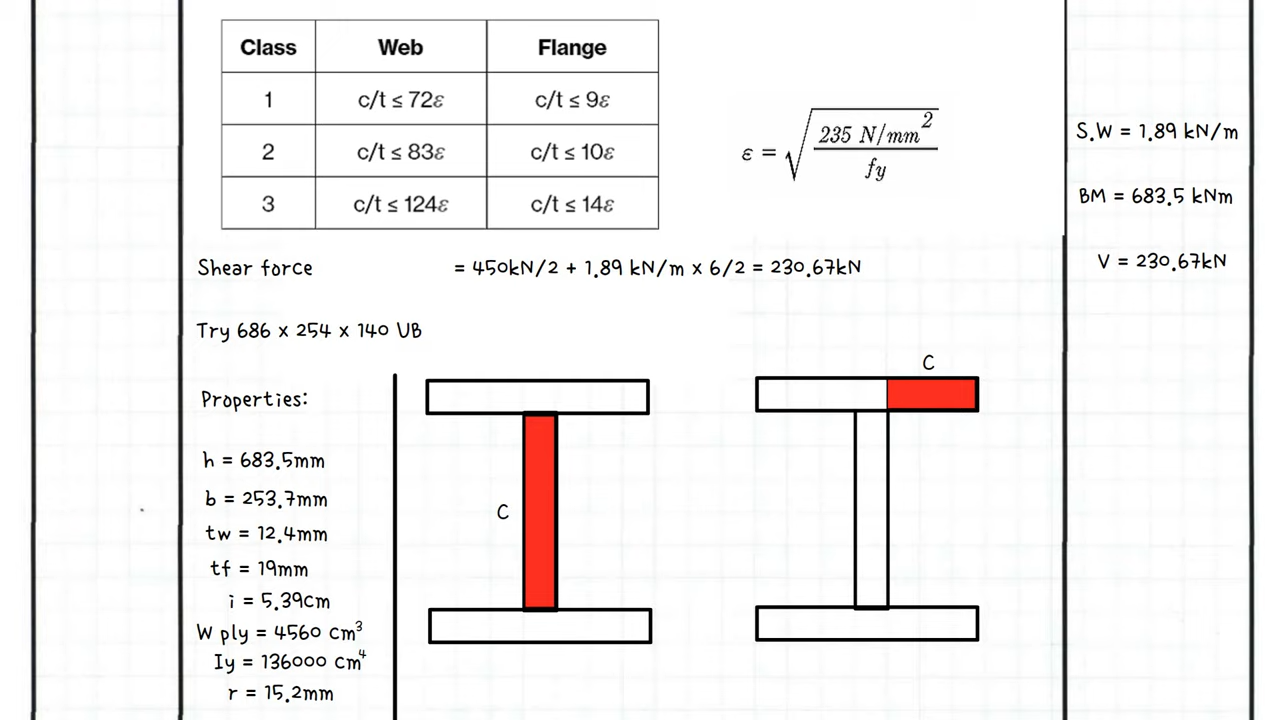 Class Web Flange
1 c/t ≤ 72ε c/t ≤ 9ε
2 c/t ≤ 83ε c/t ≤ 10ε
3 c/t ≤ 124ε c/t ≤ 14ε
ε = √(235 N/mm² / fy)
S.W = 1.89 kN/m
BM = 683.5 kNm
V = 230.67kN
Shear force = 450kN/2 + 1.89 kN/m x 6/2 = 230.67kN
Try 686 x 254 x 140 UB
Properties:
h = 683.5mm
b = 253.7mm
tw = 12.4mm
tf = 19mm
i = 5.39cm
W ply = 4560 cm³
Iy = 136000 cm⁴
r = 15.2mm
C
C